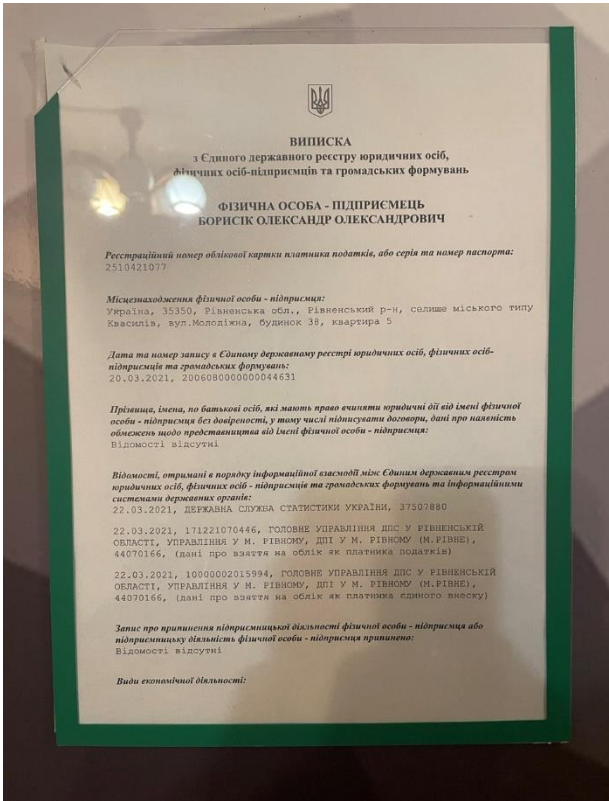 ВИПИСКА
з Єдиного державного реєстру юридичних осіб,
фізичних осіб-підприємців та громадських формувань
ФІЗИЧНА ОСОБА - ПІДПРИЄМЕЦЬ
БОРИСІК ОЛЕКСАНДР ОЛЕКСАНДРОВИЧ
Реєстраційний номер облікової картки платника податків, або серія та номер паспорта:
2510421077
Місцезнаходження фізичної особи - підприємця:
Україна, 35350, Рівненська обл., Рівненський р-н, селище міського типу
Квасилів, вул.Молодіжна, будинок 38, квартира 5
Дата та номер запису в Єдиному державному реєстрі юридичних осіб, фізичних осіб-
підприємців та громадських формувань:
20.03.2021, 2006080000000044631
Прізвища, імена, по батькові осіб, які мають право вчиняти юридичні дії від імені фізичної
особи - підприємця без довіреності, у тому числі підписувати договори, дані про наявність
обмежень щодо представництва від імені фізичної особи - підприємця:
Відомості відсутні
Відомості, отримані в порядку інформаційної взаємодії між Єдиним державним реєстром
юридичних осіб, фізичних осіб - підприємців та громадських формувань та інформаційними
системами державних органів:
22.03.2021, ДЕРЖАВНА СЛУЖБА СТАТИСТИКИ УКРАЇНИ, 37507880
22.03.2021, 171221070446, ГОЛОВНЕ УПРАВЛІННЯ ДПС У РІВНЕНСЬКІЙ
ОБЛАСТІ, УПРАВЛІННЯ У М. РІВНОМУ, ДПІ У М. РІВНОМУ (М.РІВНЕ),
44070166, (дані про взяття на облік як платника податків)
22.03.2021, 10000002015994, ГОЛОВНЕ УПРАВЛІННЯ ДПС У РІВНЕНСЬКІЙ
ОБЛАСТІ, УПРАВЛІННЯ У М. РІВНОМУ, ДПІ У М. РІВНОМУ (М.РІВНЕ),
44070166, (дані про взяття на облік як платника єдиного внеску)
Запис про припинення підприємницької діяльності фізичної особи - підприємця або
підприємницьку діяльність фізичної особи - підприємця припинено:
Відомості відсутні
Види економічної діяльності: